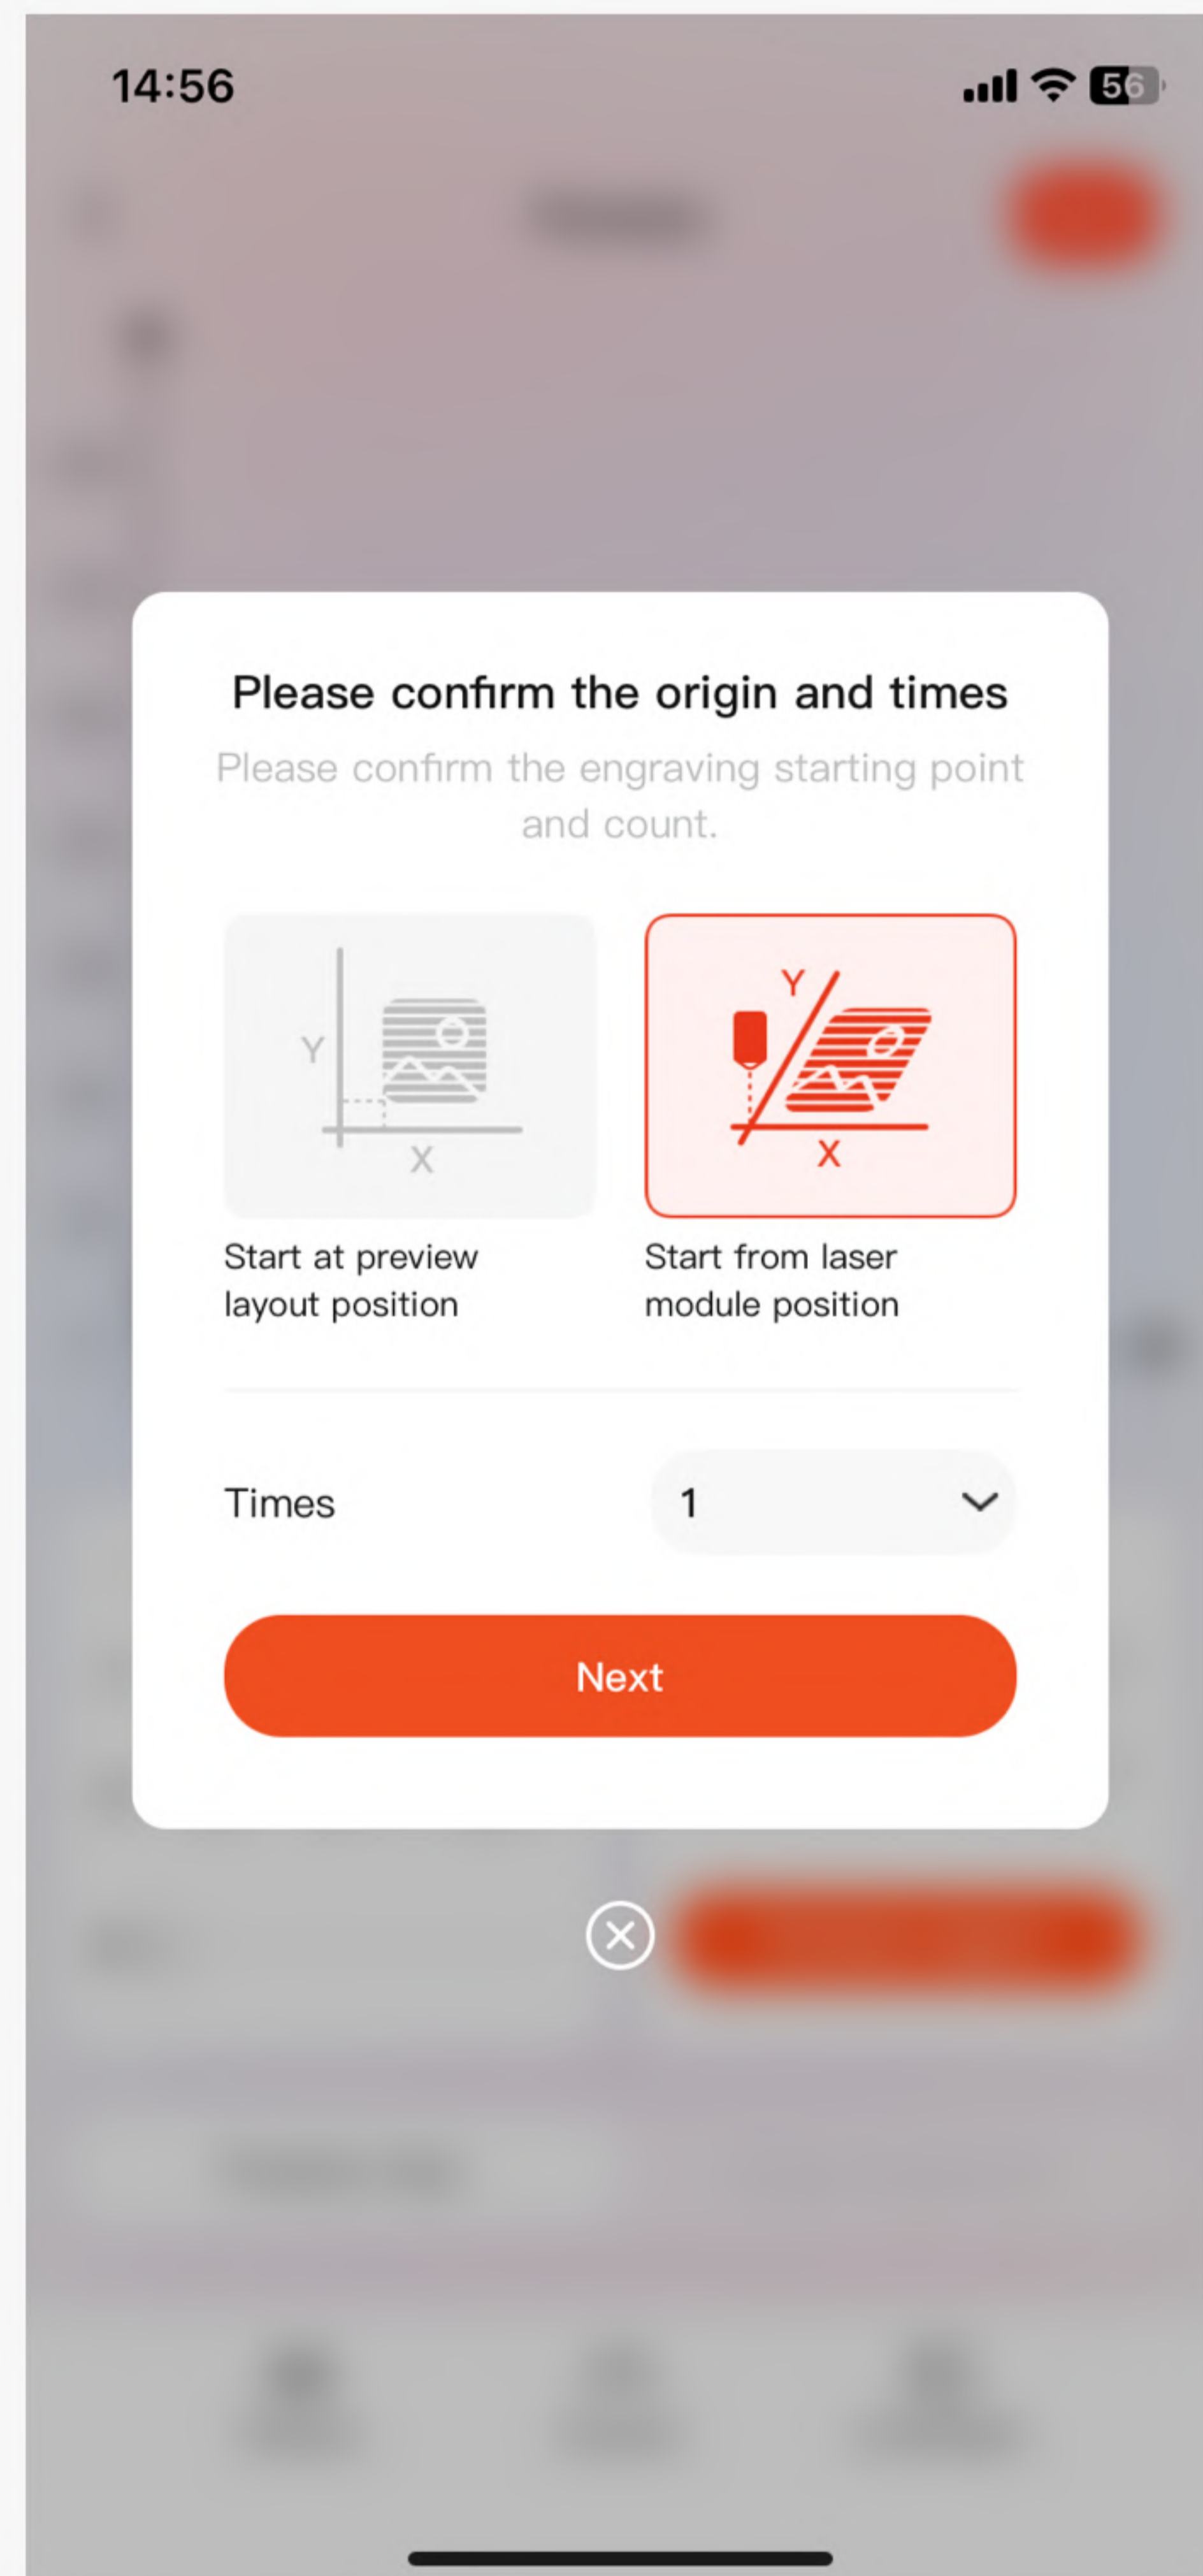 14:56
56
Please confirm the origin and times
Please confirm the engraving starting point
and count.
Y
X
Y
X
Start at preview
layout position
Start from laser
module position
Times
1
Next